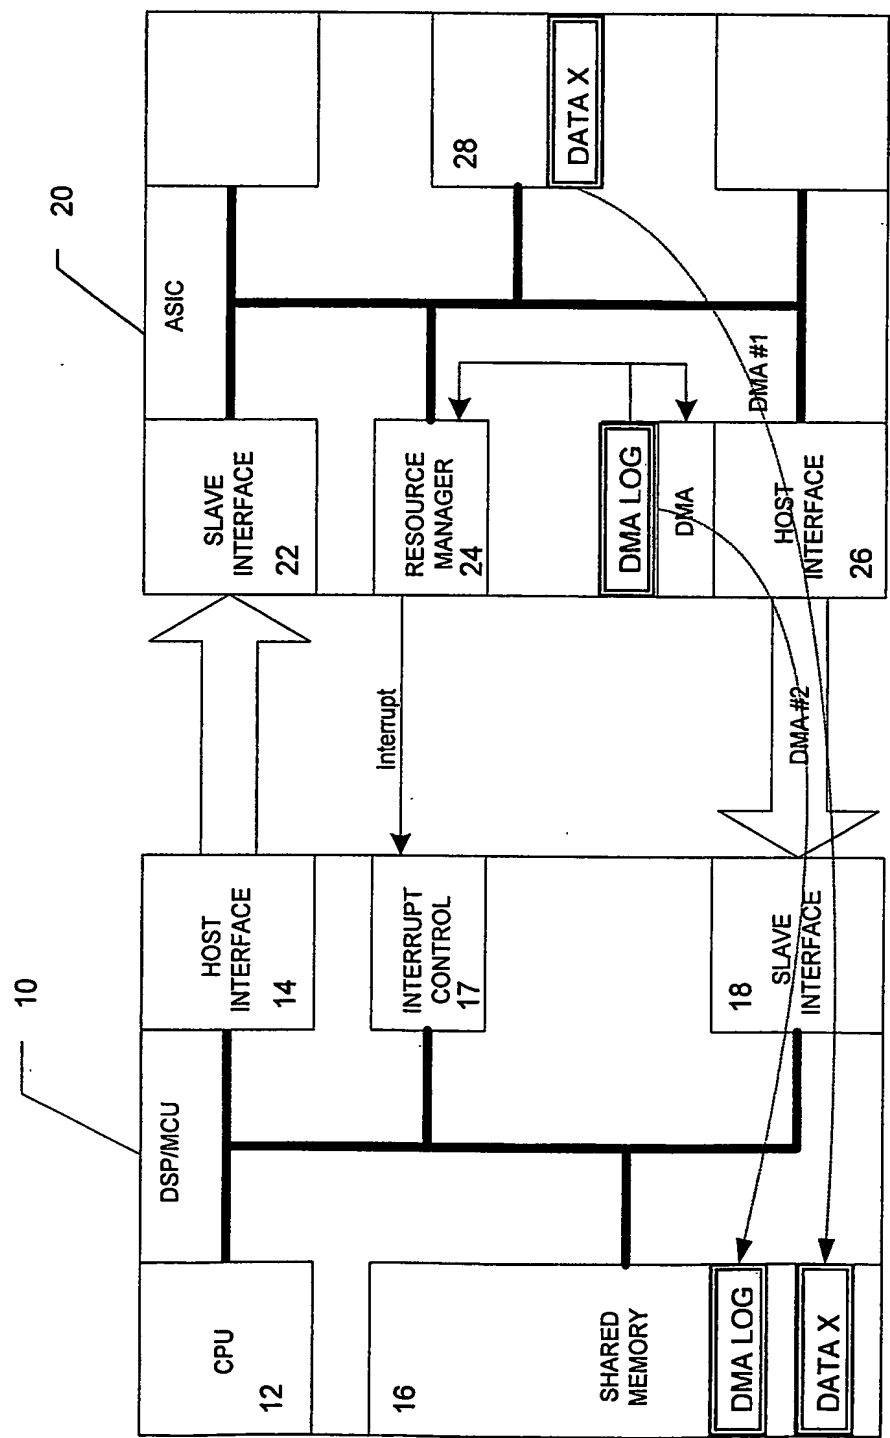 10
20
DSP/MCU
ASIC
CPU
12
HOST
INTERFACE
14
SLAVE
INTERFACE
22
Interrupt
INTERRUPT
CONTROL
17
RESOURCE
MANAGER
24
28
DATA X
16
SHARED
MEMORY
DMA LOG
DATA X
18
SLAVE
INTERFACE
DMA #2
DMA LOG
DMA
HOST
INTERFACE
26
DMA #1